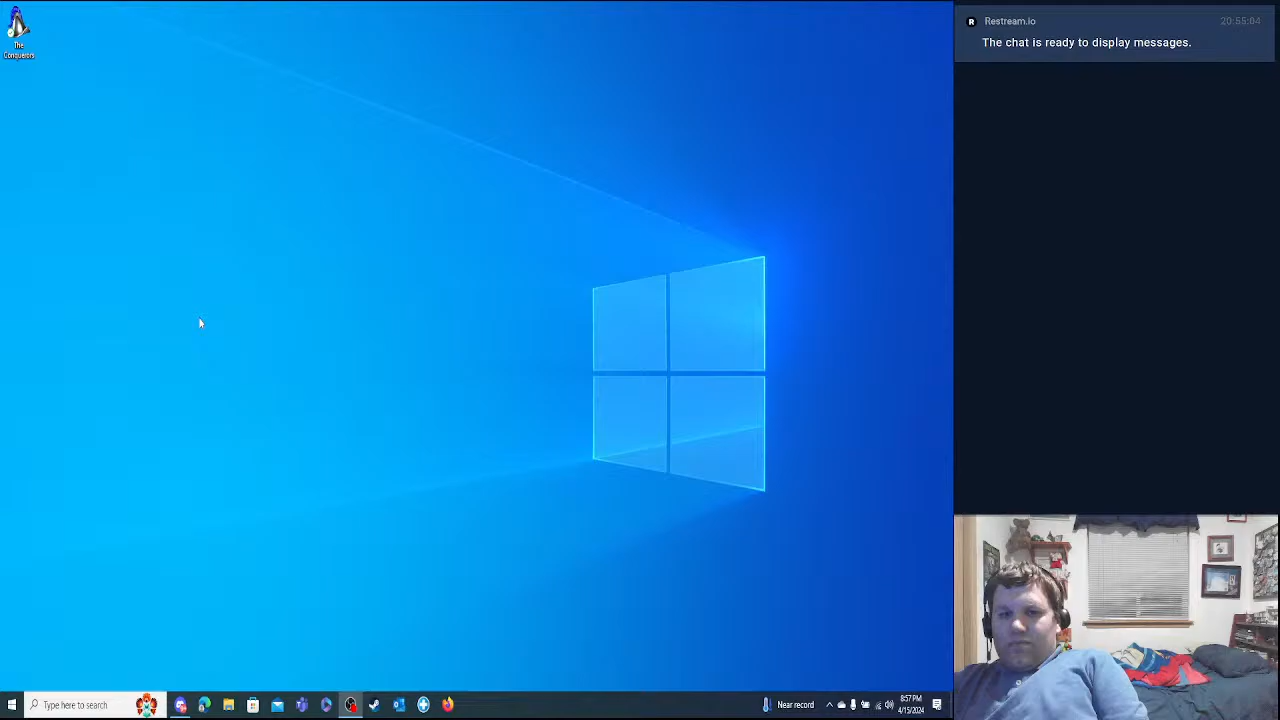 The
Conquerors
R
Restream.io
20:55:04
The chat is ready to display messages.
Type here to search
Near record
8:57 PM
4/15/2024